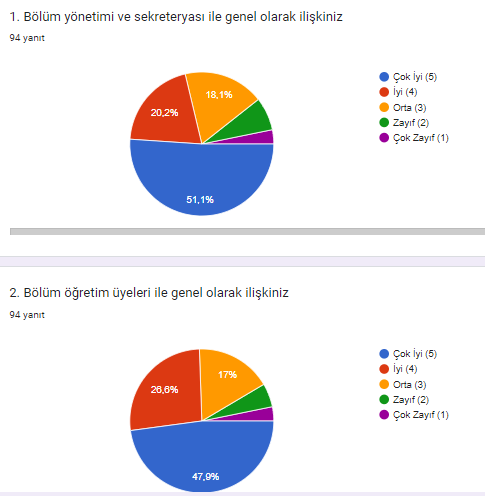 1. Bölüm yönetimi ve sekreteryası ile genel olarak ilişkiniz
94 yanıt
18,1%
20,2%
51,1%
Çok İyi (5)
İyi (4)
Orta (3)
Zayıf (2)
Çok Zayıf (1)
2. Bölüm öğretim üyeleri ile genel olarak ilişkiniz
94 yanıt
17%
26,6%
47,9%
Çok İyi (5)
İyi (4)
Orta (3)
Zayıf (2)
Çok Zayıf (1)